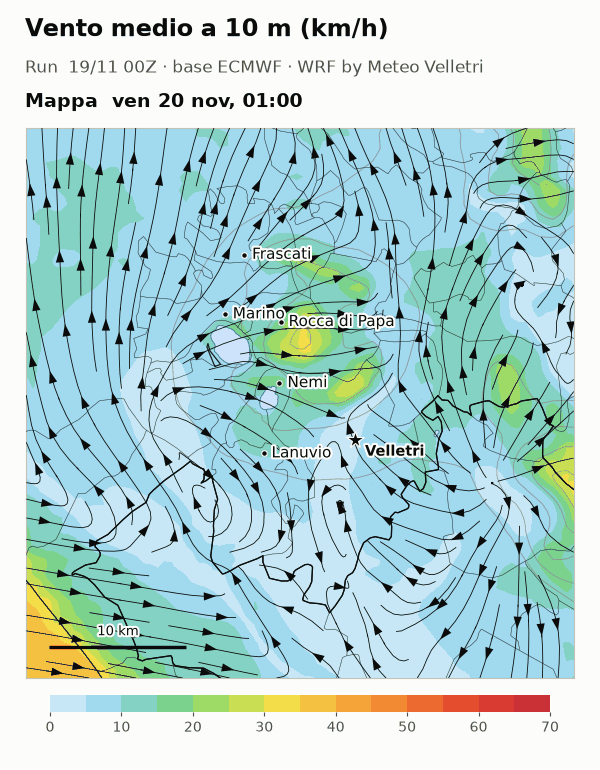 Vento medio a 10 m (km/h)
Run  19/11 00Z · base ECMWF · WRF by Meteo Velletri
Mappa  ven 20 nov, 01:00
Frascati
Marino
Rocca di Papa
Nemi
Velletri
Lanuvio
10 km
0 10 20 30 40 50 60 70